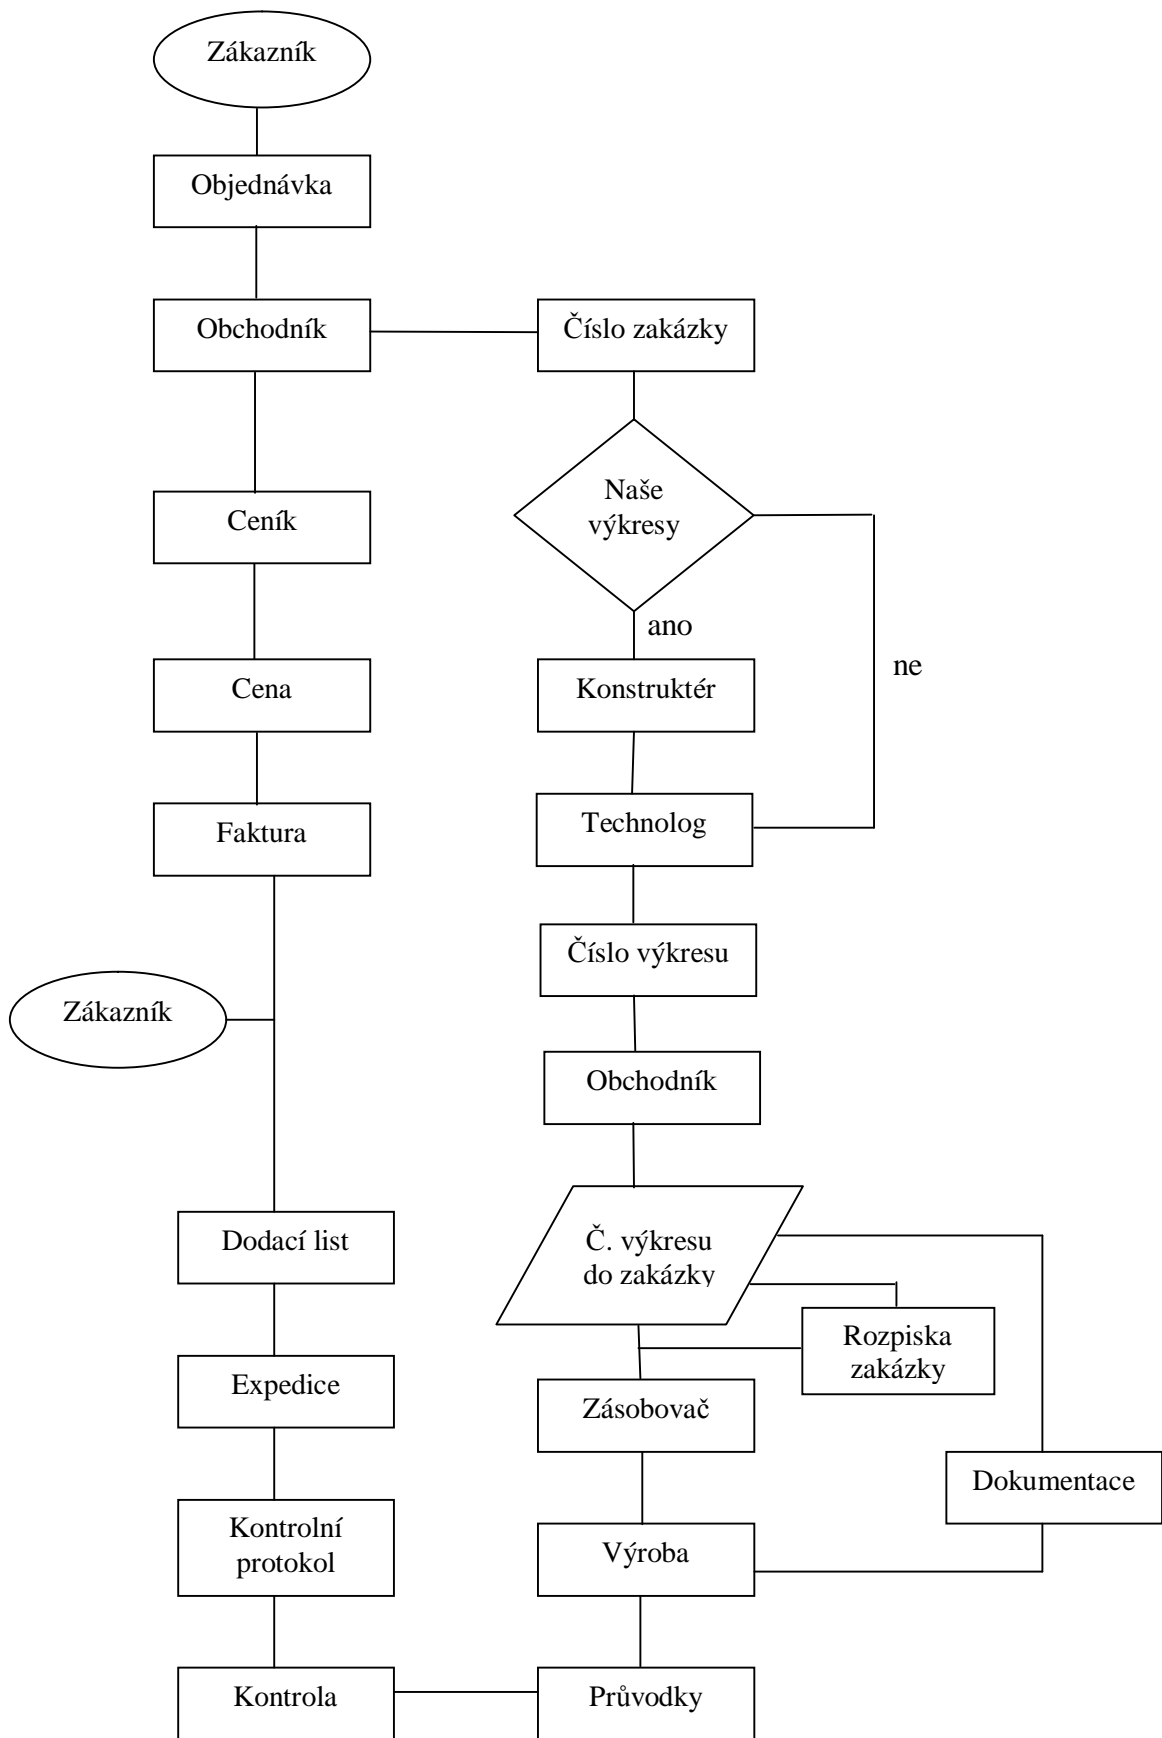 Zákazník
Objednávka
Obchodník
Číslo zakázky
Naše
výkresy
Ceník
ano
ne
Cena
Konstruktér
Faktura
Technolog
Číslo výkresu
Zákazník
Obchodník
Dodací list
Č. výkresu
do zakázky
Rozpiska
zakázky
Expedice
Zásobovač
Dokumentace
Kontrolní
protokol
Výroba
Kontrola
Průvodky